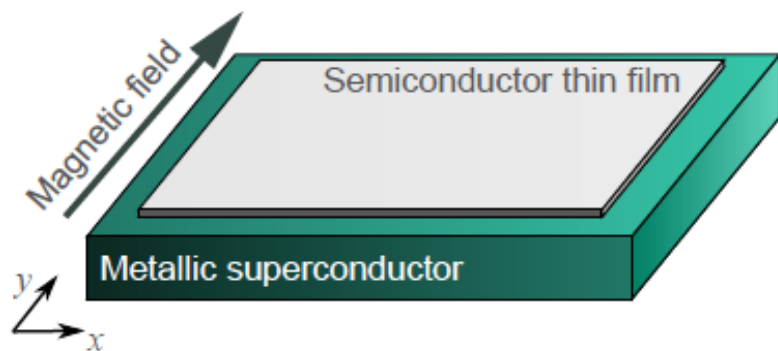 Magnetic field
Semiconductor thin film
Metallic superconductor
y
x